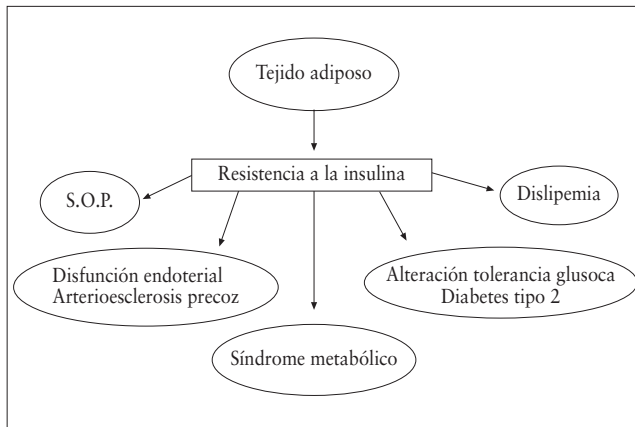 Tejido adiposo
Resistencia a la insulina
S.O.P.
Dislipemia
Disfunción endoterial
Arterioesclerosis precoz
Alteración tolerancia glusoca
Diabetes tipo 2
Síndrome metabólico